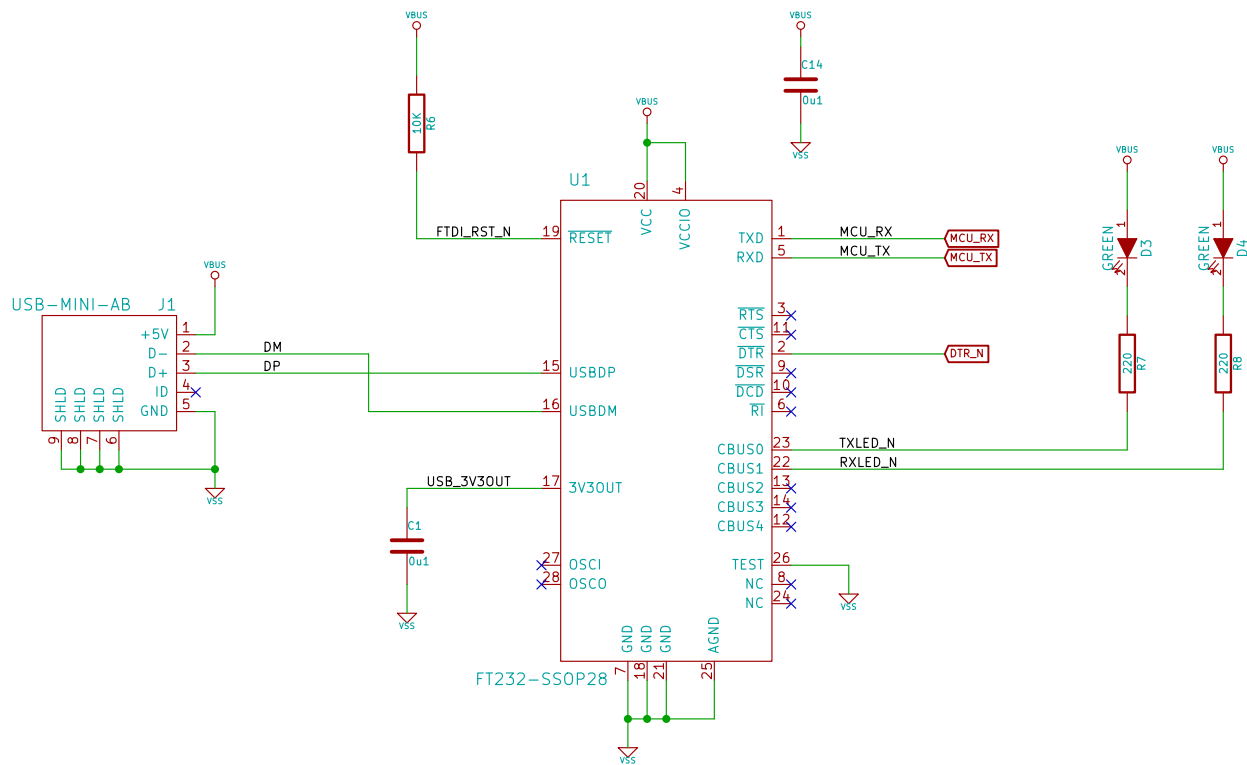 VBUS
10K
R6
VBUS
C14
0u1
VSS
VBUS
U1
20
VCC
4
VCCIO
19
RESET
FTDI_RST_N
TXD
1
MCU_RX
MCU_RX
RXD
5
MCU_TX
MCU_TX
VBUS
1
GREEN
D3
2
VBUS
1
GREEN
D4
2
VBUS
USB-MINI-AB
J1
+5V
1
D-
2
DM
D+
3
DP
ID
4
GND
5
SHLD
SHLD
SHLD
SHLD
9
8
7
6
VSS
15
USBDP
16
USBDM
RTS
3
CTS
11
DTR
2
DTR_N
DSR
9
DCD
10
RI
6
220
R7
220
R8
CBUS0
23
TXLED_N
CBUS1
22
RXLED_N
CBUS2
13
CBUS3
14
CBUS4
12
USB_3V3OUT
17
3V3OUT
C1
0u1
VSS
27
OSCI
28
OSCO
TEST
26
NC
8
NC
24
VSS
GND
GND
GND
AGND
7
18
21
25
FT232-SSOP28
VSS